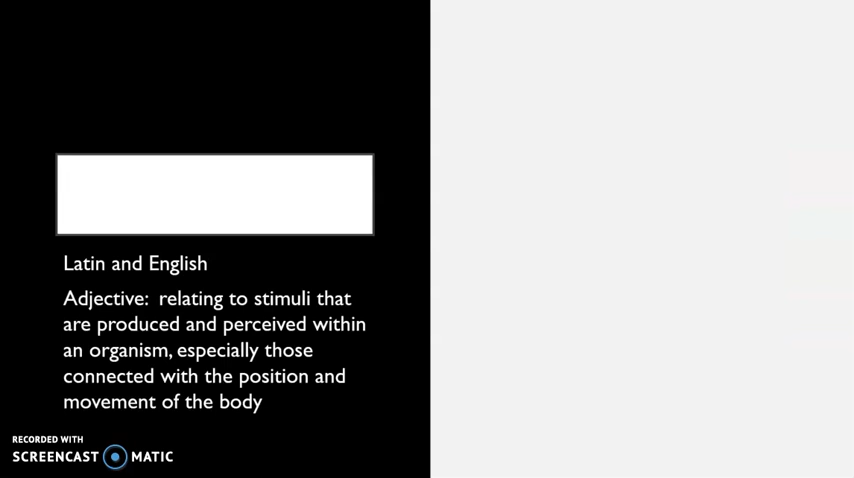 Latin and English
Adjective:  relating to stimuli that
are produced and perceived within
an organism, especially those
connected with the position and
movement of the body
RECORDED WITH
SCREENCAST MATIC